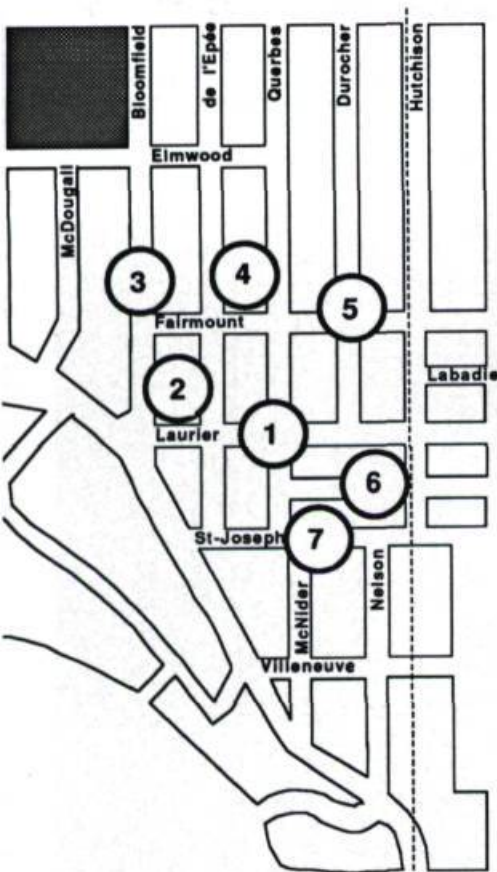 Bloomfield
de l'Epée
Querbes
Durocher
Hutchison
Elmwood
McDougall
3
4
5
Fairmount
Labadie
2
Laurier
1
6
St-Joseph
7
McNider
Nelson
Villeneuve